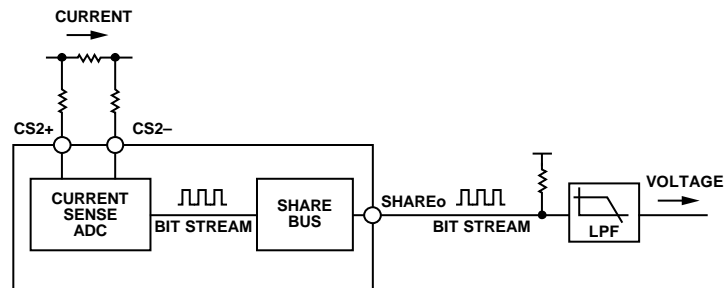 CURRENT
CS2+
CS2–
CURRENT
SENSE
ADC
BIT STREAM
SHARE
BUS
SHAREo
BIT STREAM
LPF
VOLTAGE